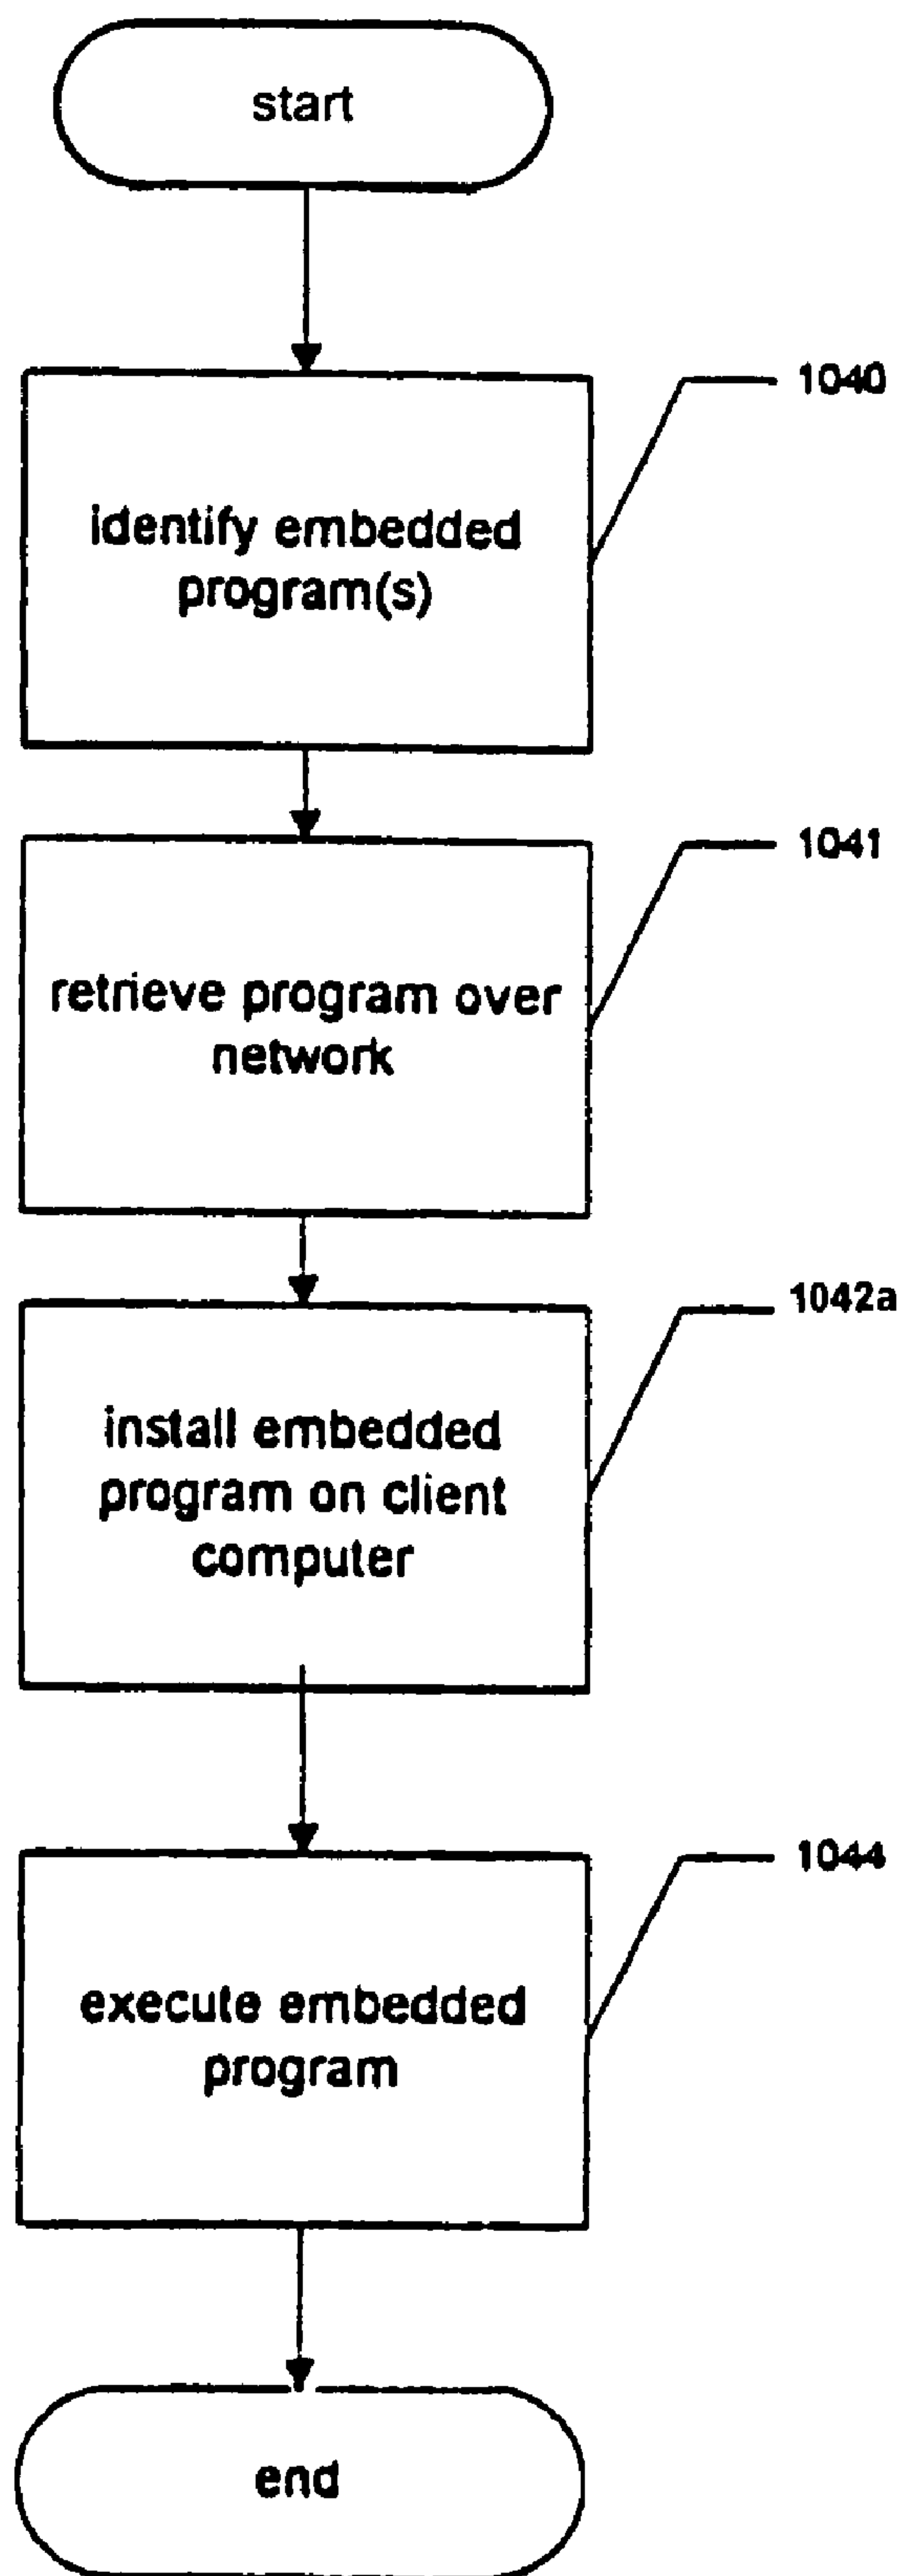 start
1040
identify embedded
program(s)
1041
retrieve program over
network
1042a
install embedded
program on client
computer
1044
execute embedded
program
end